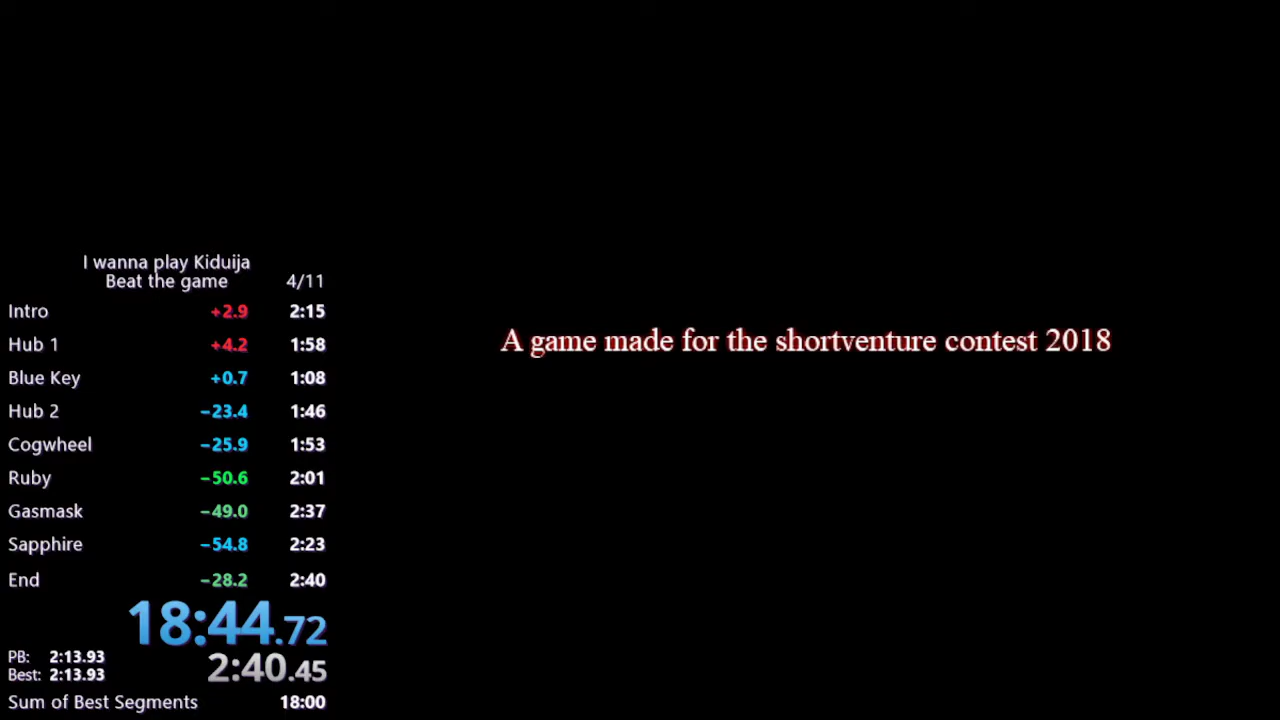 I wanna play Kiduija
Beat the game 4/11
Intro +2.9 2:15
Hub 1 +4.2 1:58
Blue Key +0.7 1:08
Hub 2 −23.4 1:46
Cogwheel −25.9 1:53
Ruby −50.6 2:01
Gasmask −49.0 2:37
Sapphire −54.8 2:23
End −28.2 2:40
18:44.72
PB: 2:13.93
Best: 2:13.93
2:40.45
Sum of Best Segments 18:00
A game made for the shortventure contest 2018